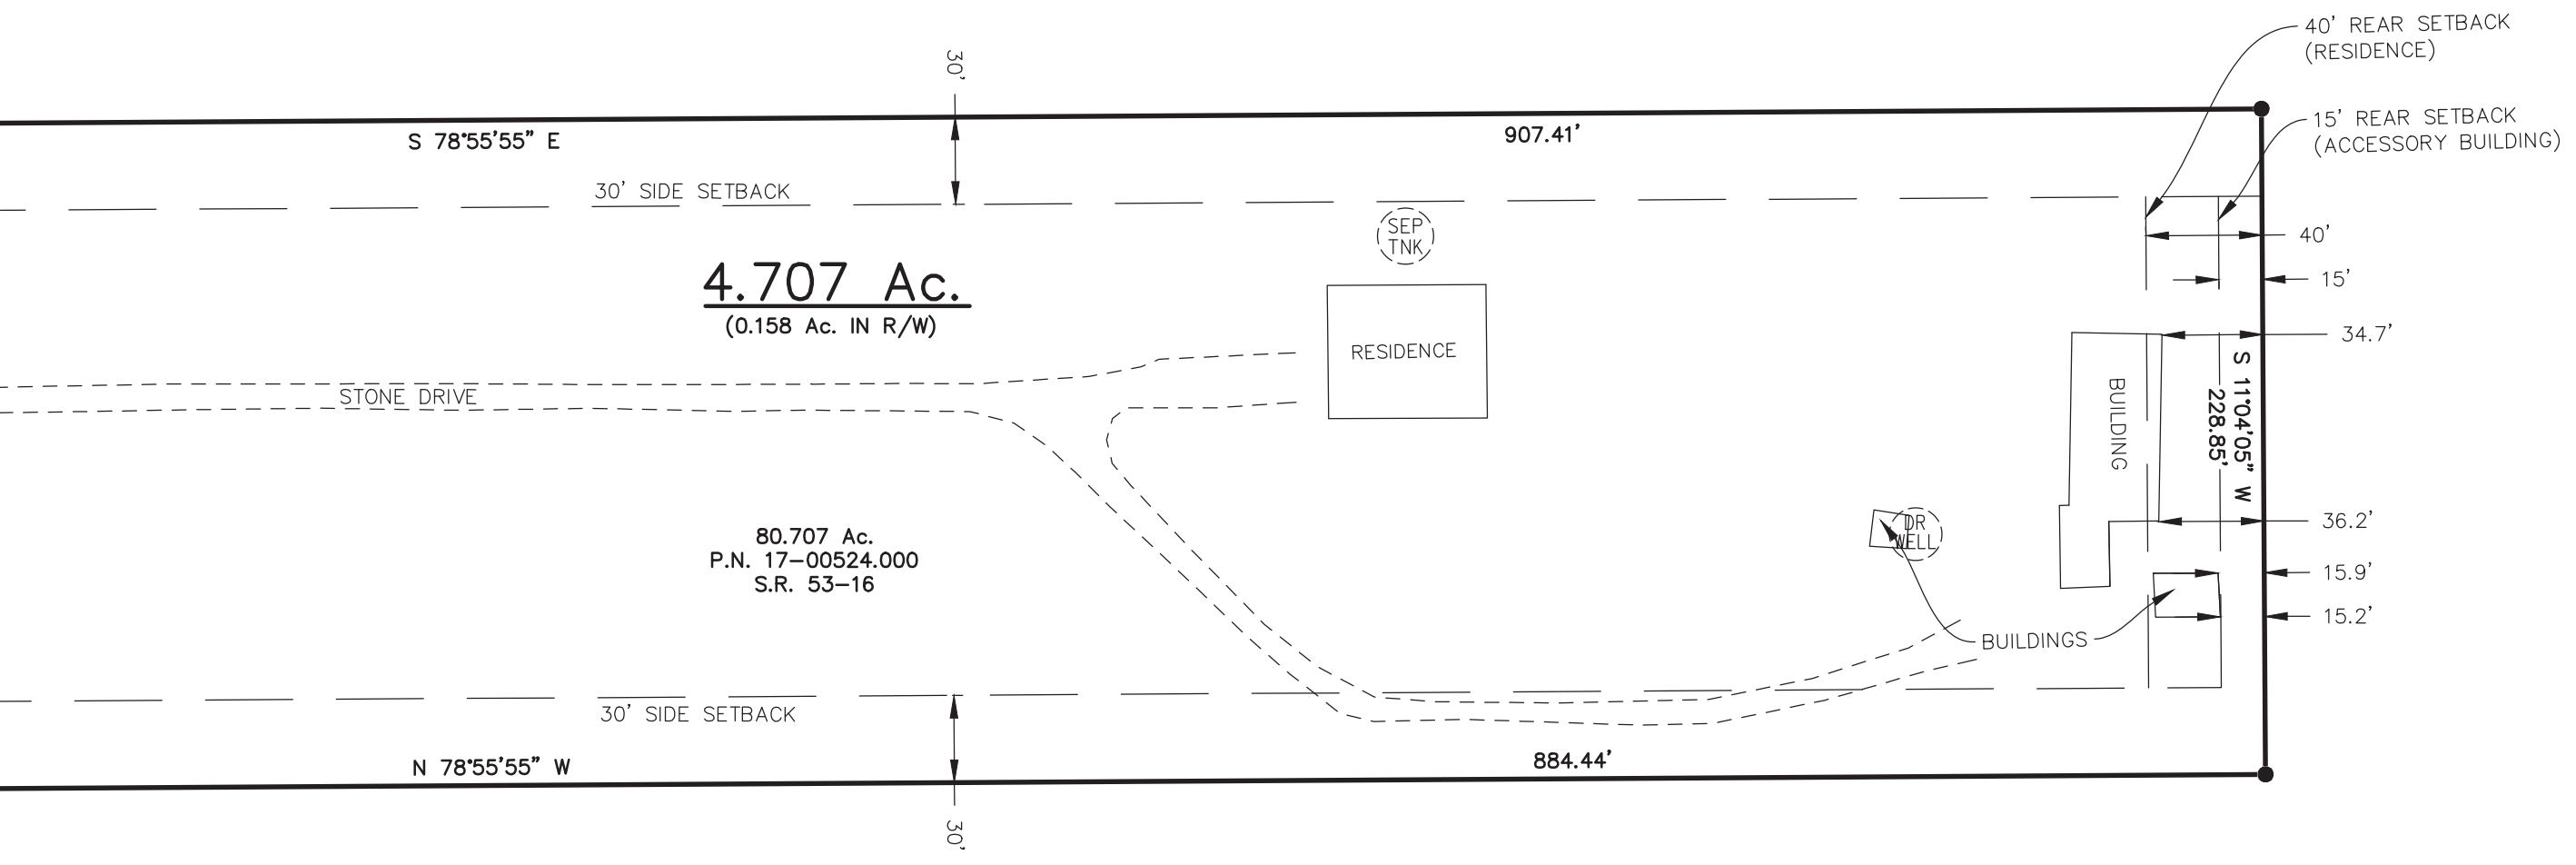 40' REAR SETBACK
(RESIDENCE)
30'
15' REAR SETBACK
(ACCESSORY BUILDING)
S 78°55'55" E
907.41'
30' SIDE SETBACK
SEP
TNK
40'
4.707 Ac.
(0.158 Ac. IN R/W)
15'
34.7'
RESIDENCE
STONE DRIVE
BUILDING
S 11°04'05" W
228.85'
DR
WELL
36.2'
80.707 Ac.
P.N. 17-00524.000
S.R. 53-16
15.9'
15.2'
BUILDINGS
30' SIDE SETBACK
N 78°55'55" W
884.44'
30'